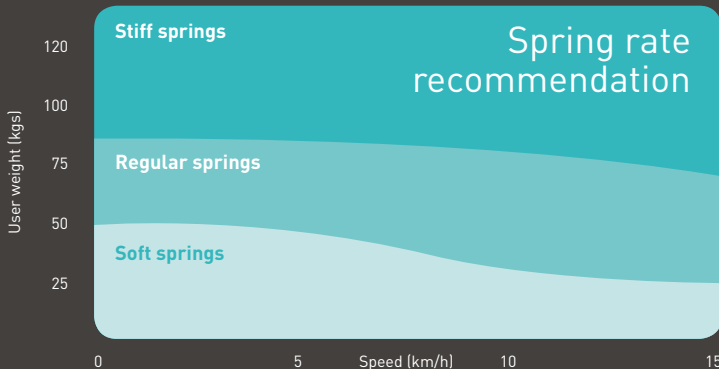 Stiff springs
Spring rate
recommendation
120
100
Regular springs
75
User weight (kgs)
50
Soft springs
25
0 5 Speed (km/h) 10 15